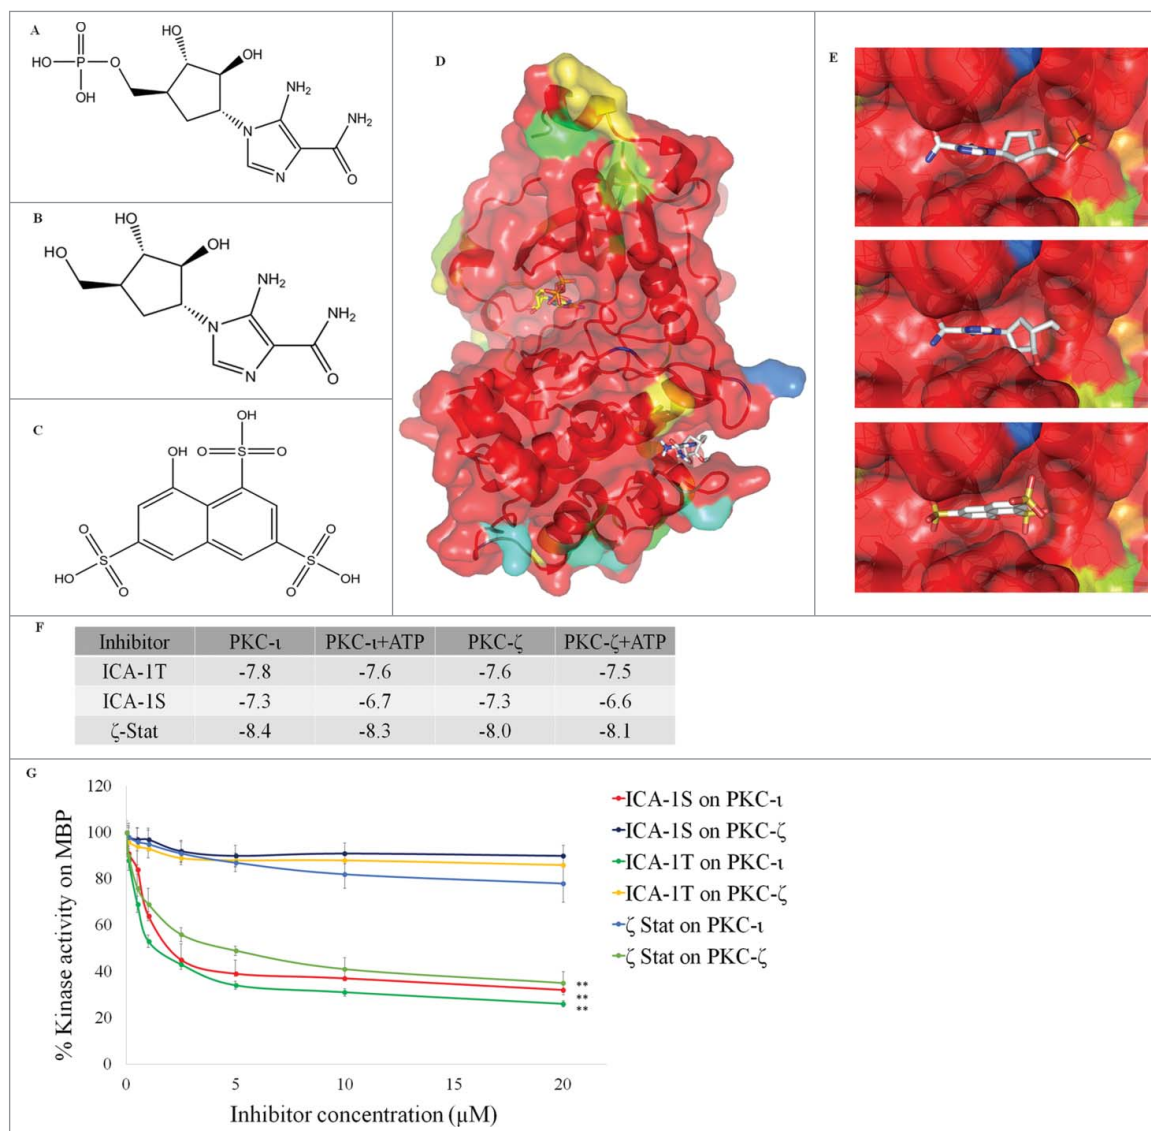 A
HO
OH
O
HO
P
O
OH
NH₂
N
NH₂
N
O
B
HO
HO
OH
NH₂
N
NH₂
N
O
C
OH
OH
O
S
O
O
S
HO
O
O
S
OH
O
D
E
F
Inhibitor PKC-ι PKC-ι+ATP PKC-ζ PKC-ζ+ATP
ICA-1T -7.8 -7.6 -7.6 -7.5
ICA-1S -7.3 -6.7 -7.3 -6.6
ζ-Stat -8.4 -8.3 -8.0 -8.1
G
% Kinase activity on MBP
120
100
80
60
40
20
0
0 5 10 15 20
Inhibitor concentration (µM)
**
**
**
ICA-1S on PKC-ι
ICA-1S on PKC-ζ
ICA-1T on PKC-ι
ICA-1T on PKC-ζ
ζ Stat on PKC-ι
ζ Stat on PKC-ζ